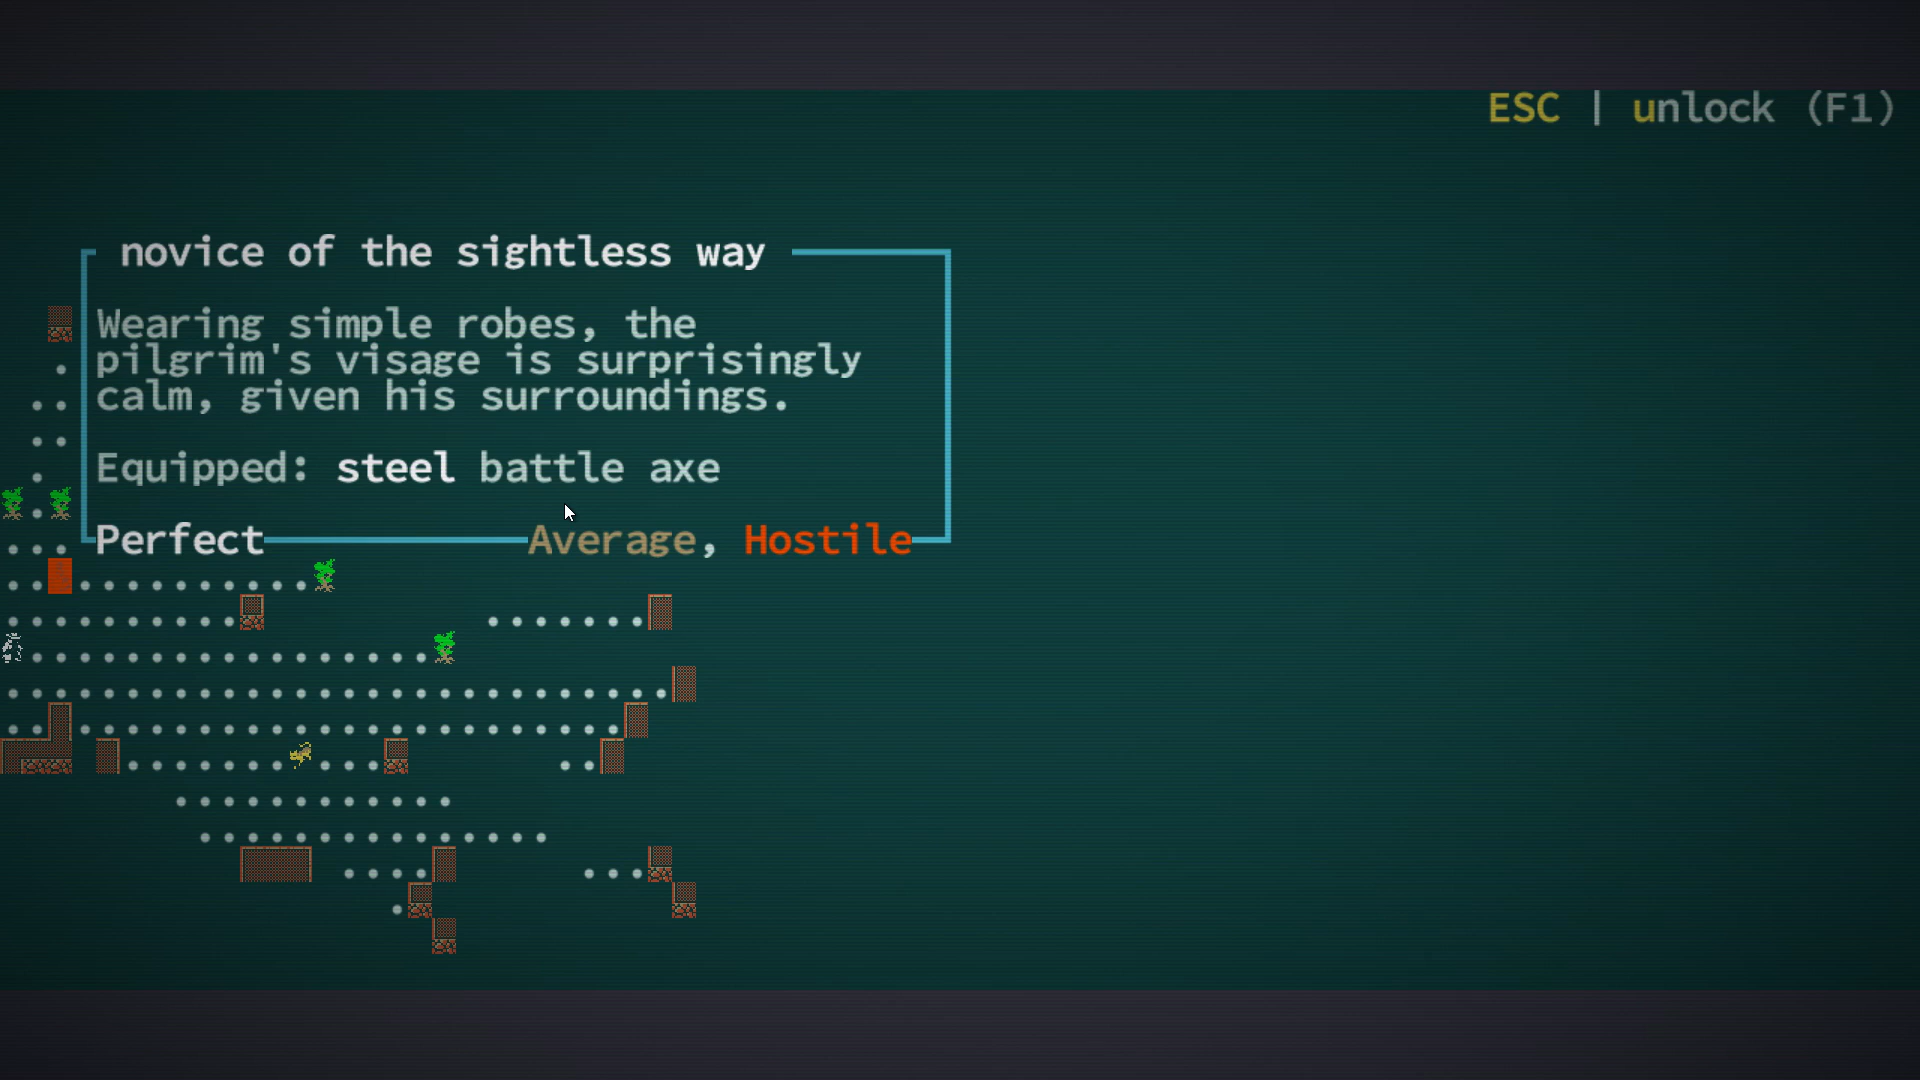 ESC | unlock (F1)
novice of the sightless way
Wearing simple robes, the
pilgrim's visage is surprisingly
calm, given his surroundings.
Equipped: steel battle axe
Perfect Average, Hostile